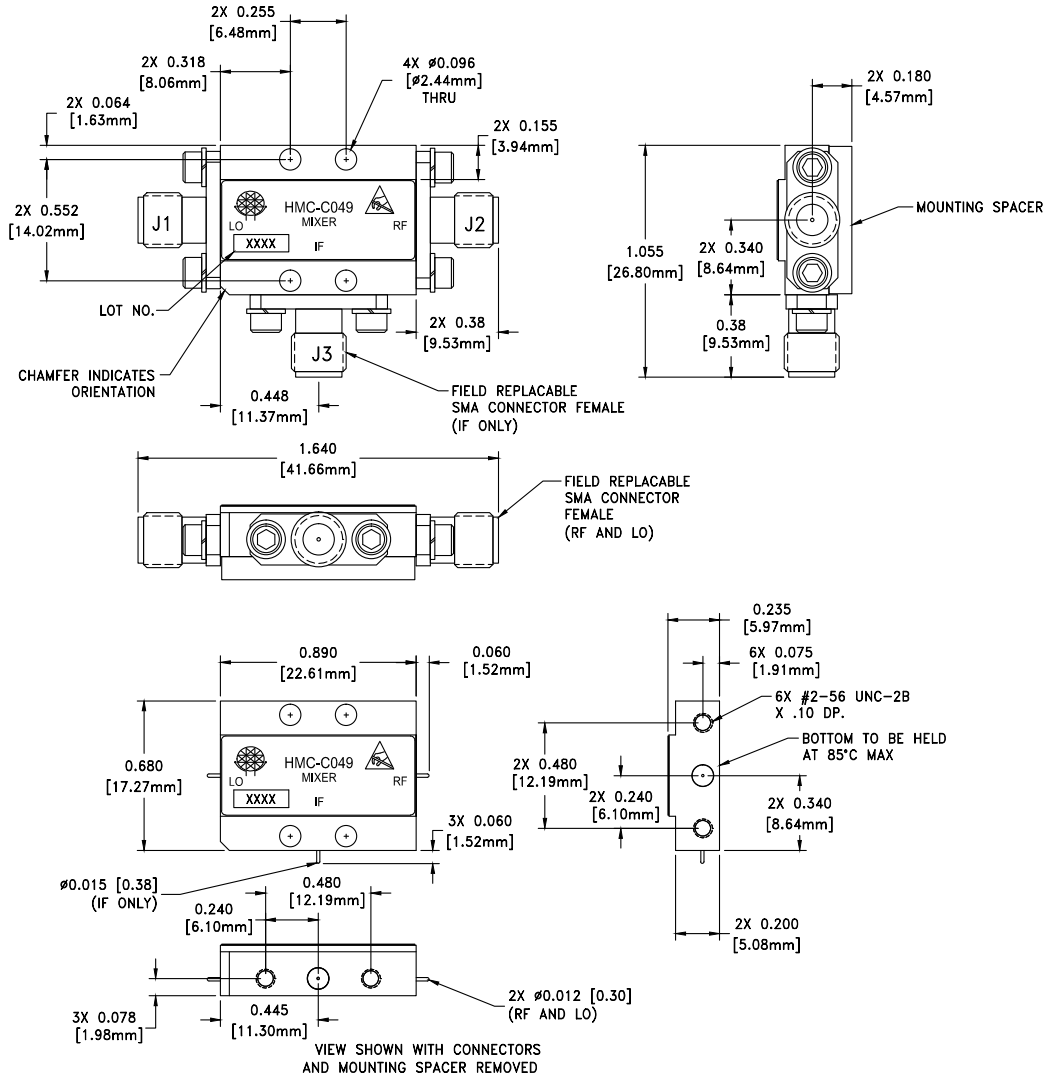 2X 0.255
[6.48mm]
2X 0.318
[8.06mm]
4X ø0.096
[ø2.44mm]
THRU
2X 0.064
[1.63mm]
2X 0.155
[3.94mm]
2X 0.180
[4.57mm]
2X 0.552
[14.02mm]
J1
HMC-C049
MIXER
LO
RF
XXXX
IF
J2
MOUNTING SPACER
1.055
[26.80mm]
2X 0.340
[8.64mm]
LOT NO.
2X 0.38
[9.53mm]
0.38
[9.53mm]
J3
CHAMFER INDICATES
ORIENTATION
0.448
[11.37mm]
FIELD REPLACABLE
SMA CONNECTOR FEMALE
(IF ONLY)
1.640
[41.66mm]
FIELD REPLACABLE
SMA CONNECTOR
FEMALE
(RF AND LO)
0.890
[22.61mm]
0.060
[1.52mm]
0.235
[5.97mm]
6X 0.075
[1.91mm]
6X #2-56 UNC-2B
X .10 DP.
BOTTOM TO BE HELD
AT 85°C MAX
0.680
[17.27mm]
HMC-C049
MIXER
LO
RF
XXXX
IF
2X 0.480
[12.19mm]
2X 0.240
[6.10mm]
2X 0.340
[8.64mm]
3X 0.060
[1.52mm]
ø0.015 [0.38]
(IF ONLY)
0.480
[12.19mm]
0.240
[6.10mm]
2X 0.200
[5.08mm]
3X 0.078
[1.98mm]
0.445
[11.30mm]
2X ø0.012 [0.30]
(RF AND LO)
VIEW SHOWN WITH CONNECTORS
AND MOUNTING SPACER REMOVED